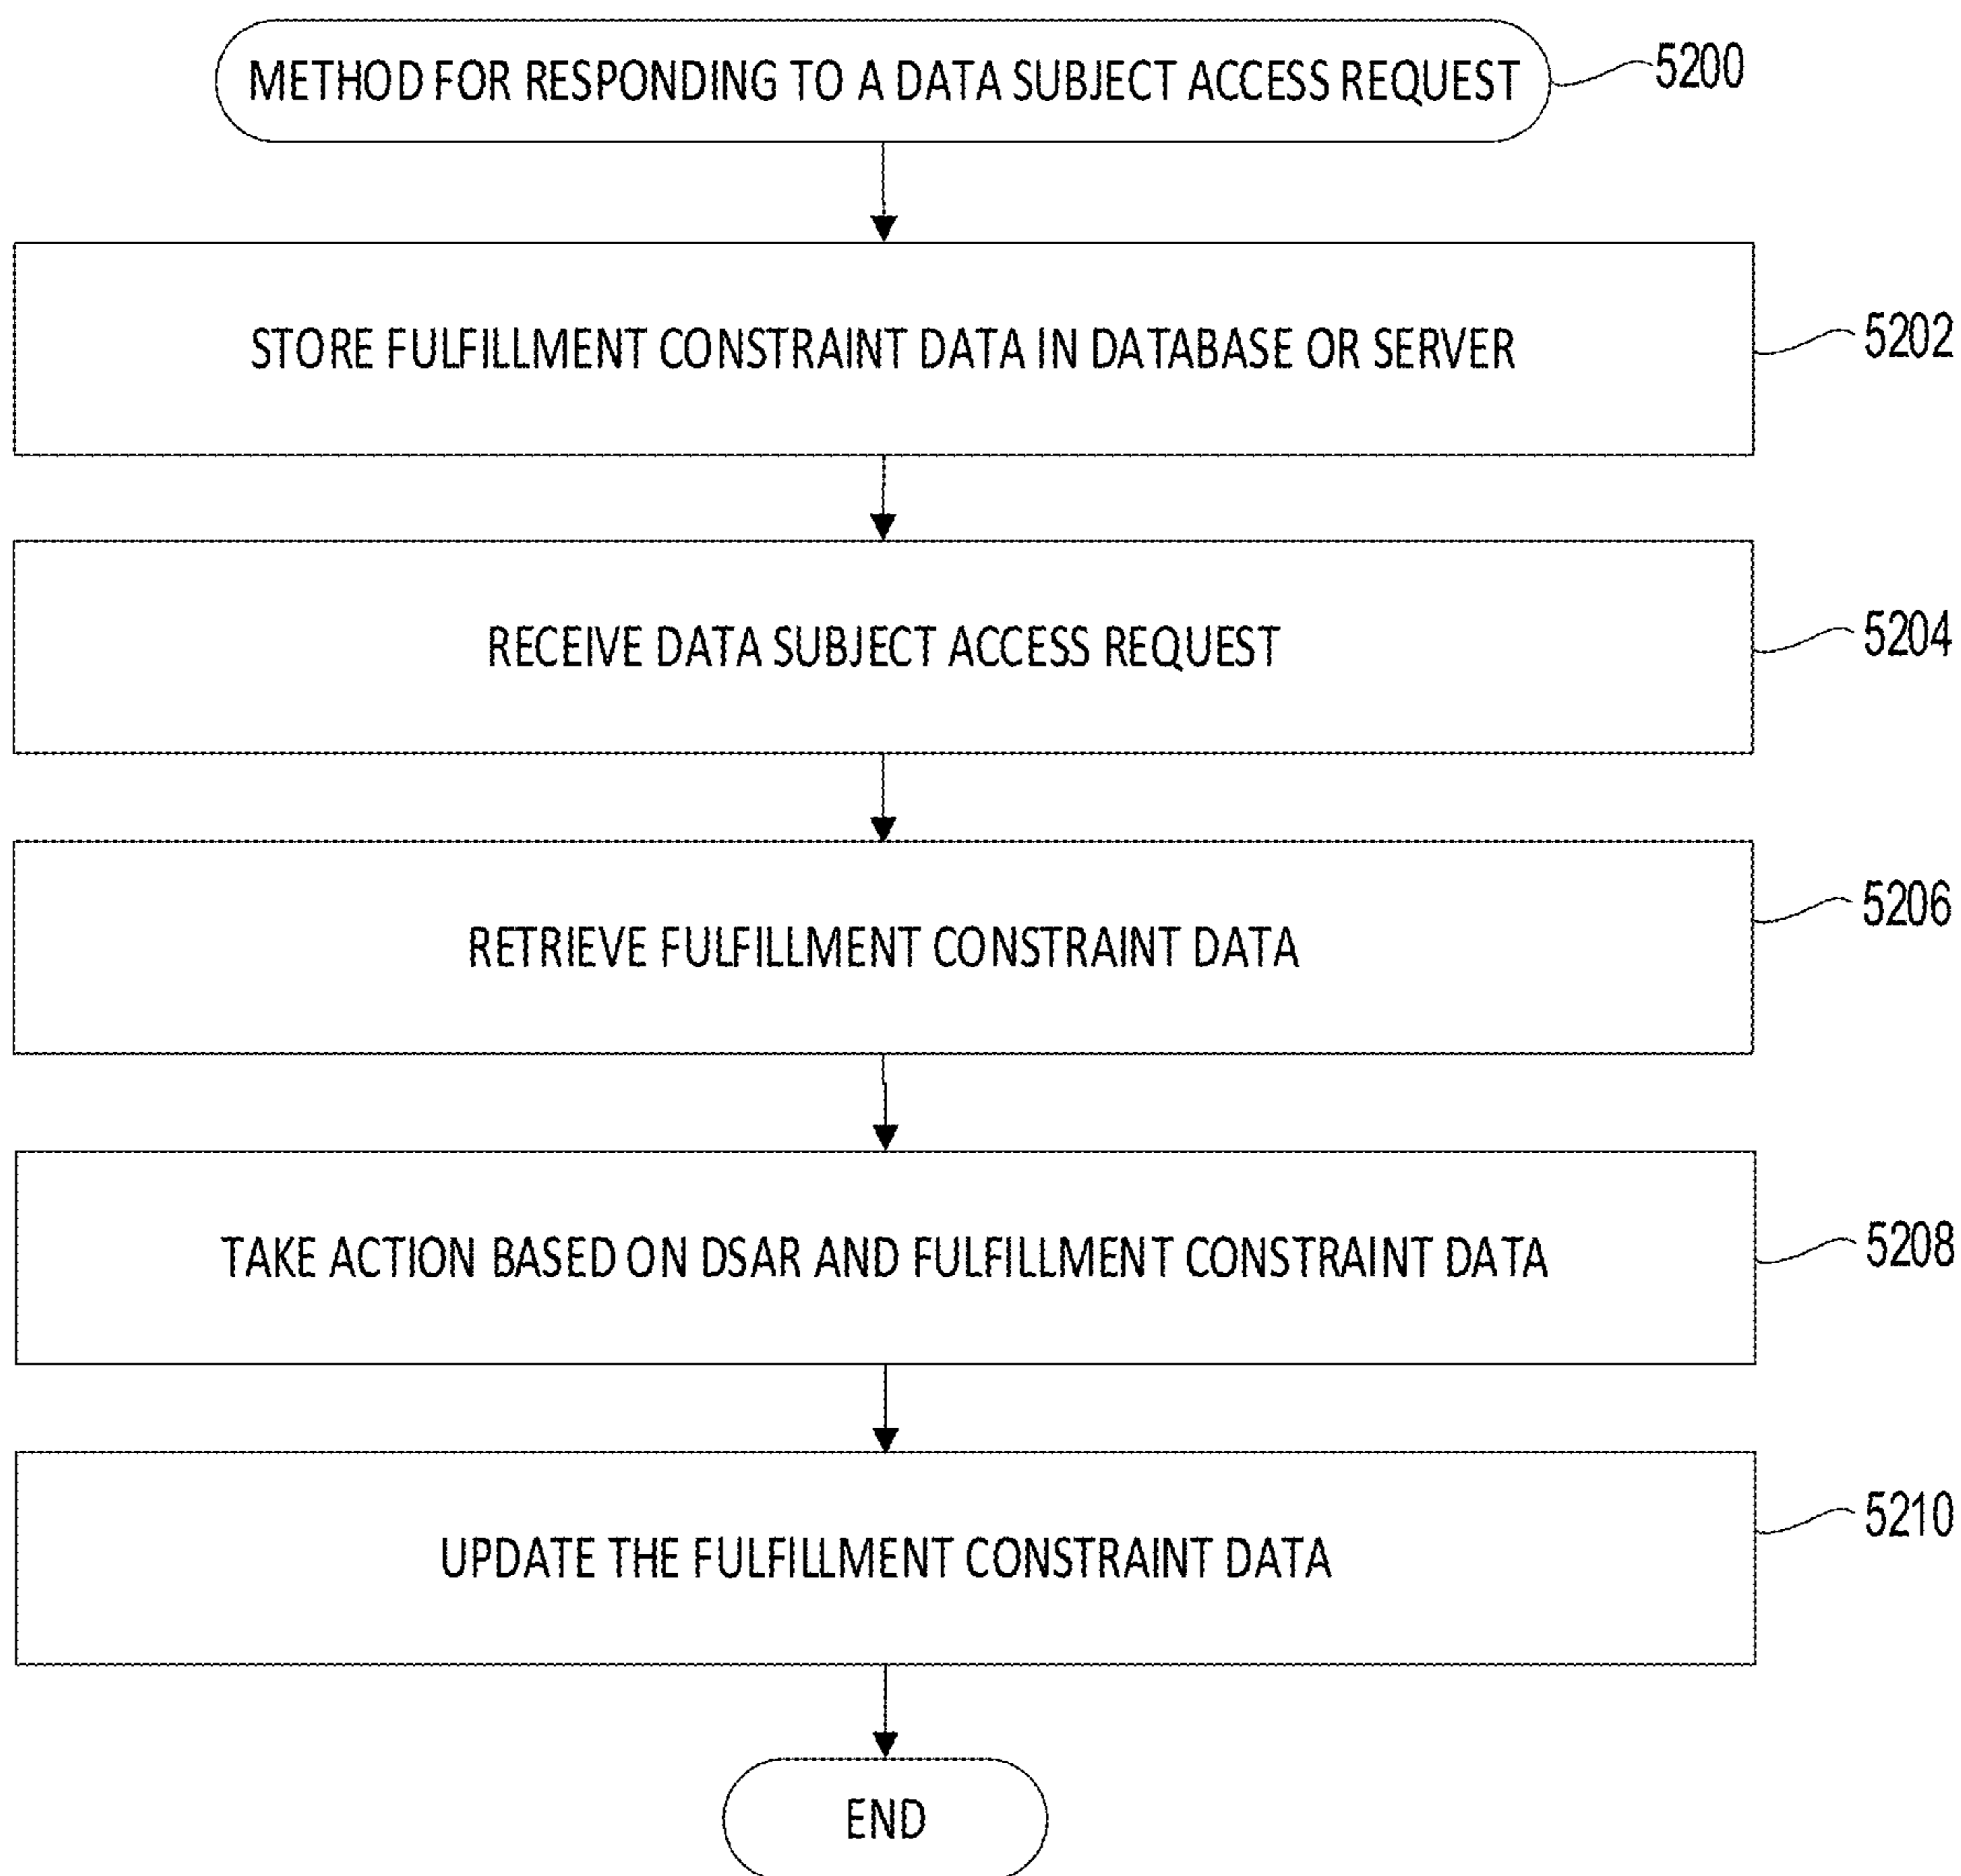 METHOD FOR RESPONDING TO A DATA SUBJECT ACCESS REQUEST
5200
STORE FULFILLMENT CONSTRAINT DATA IN DATABASE OR SERVER
5202
RECEIVE DATA SUBJECT ACCESS REQUEST
5204
RETRIEVE FULFILLMENT CONSTRAINT DATA
5206
TAKE ACTION BASED ON DSAR AND FULFILLMENT CONSTRAINT DATA
5208
UPDATE THE FULFILLMENT CONSTRAINT DATA
5210
END